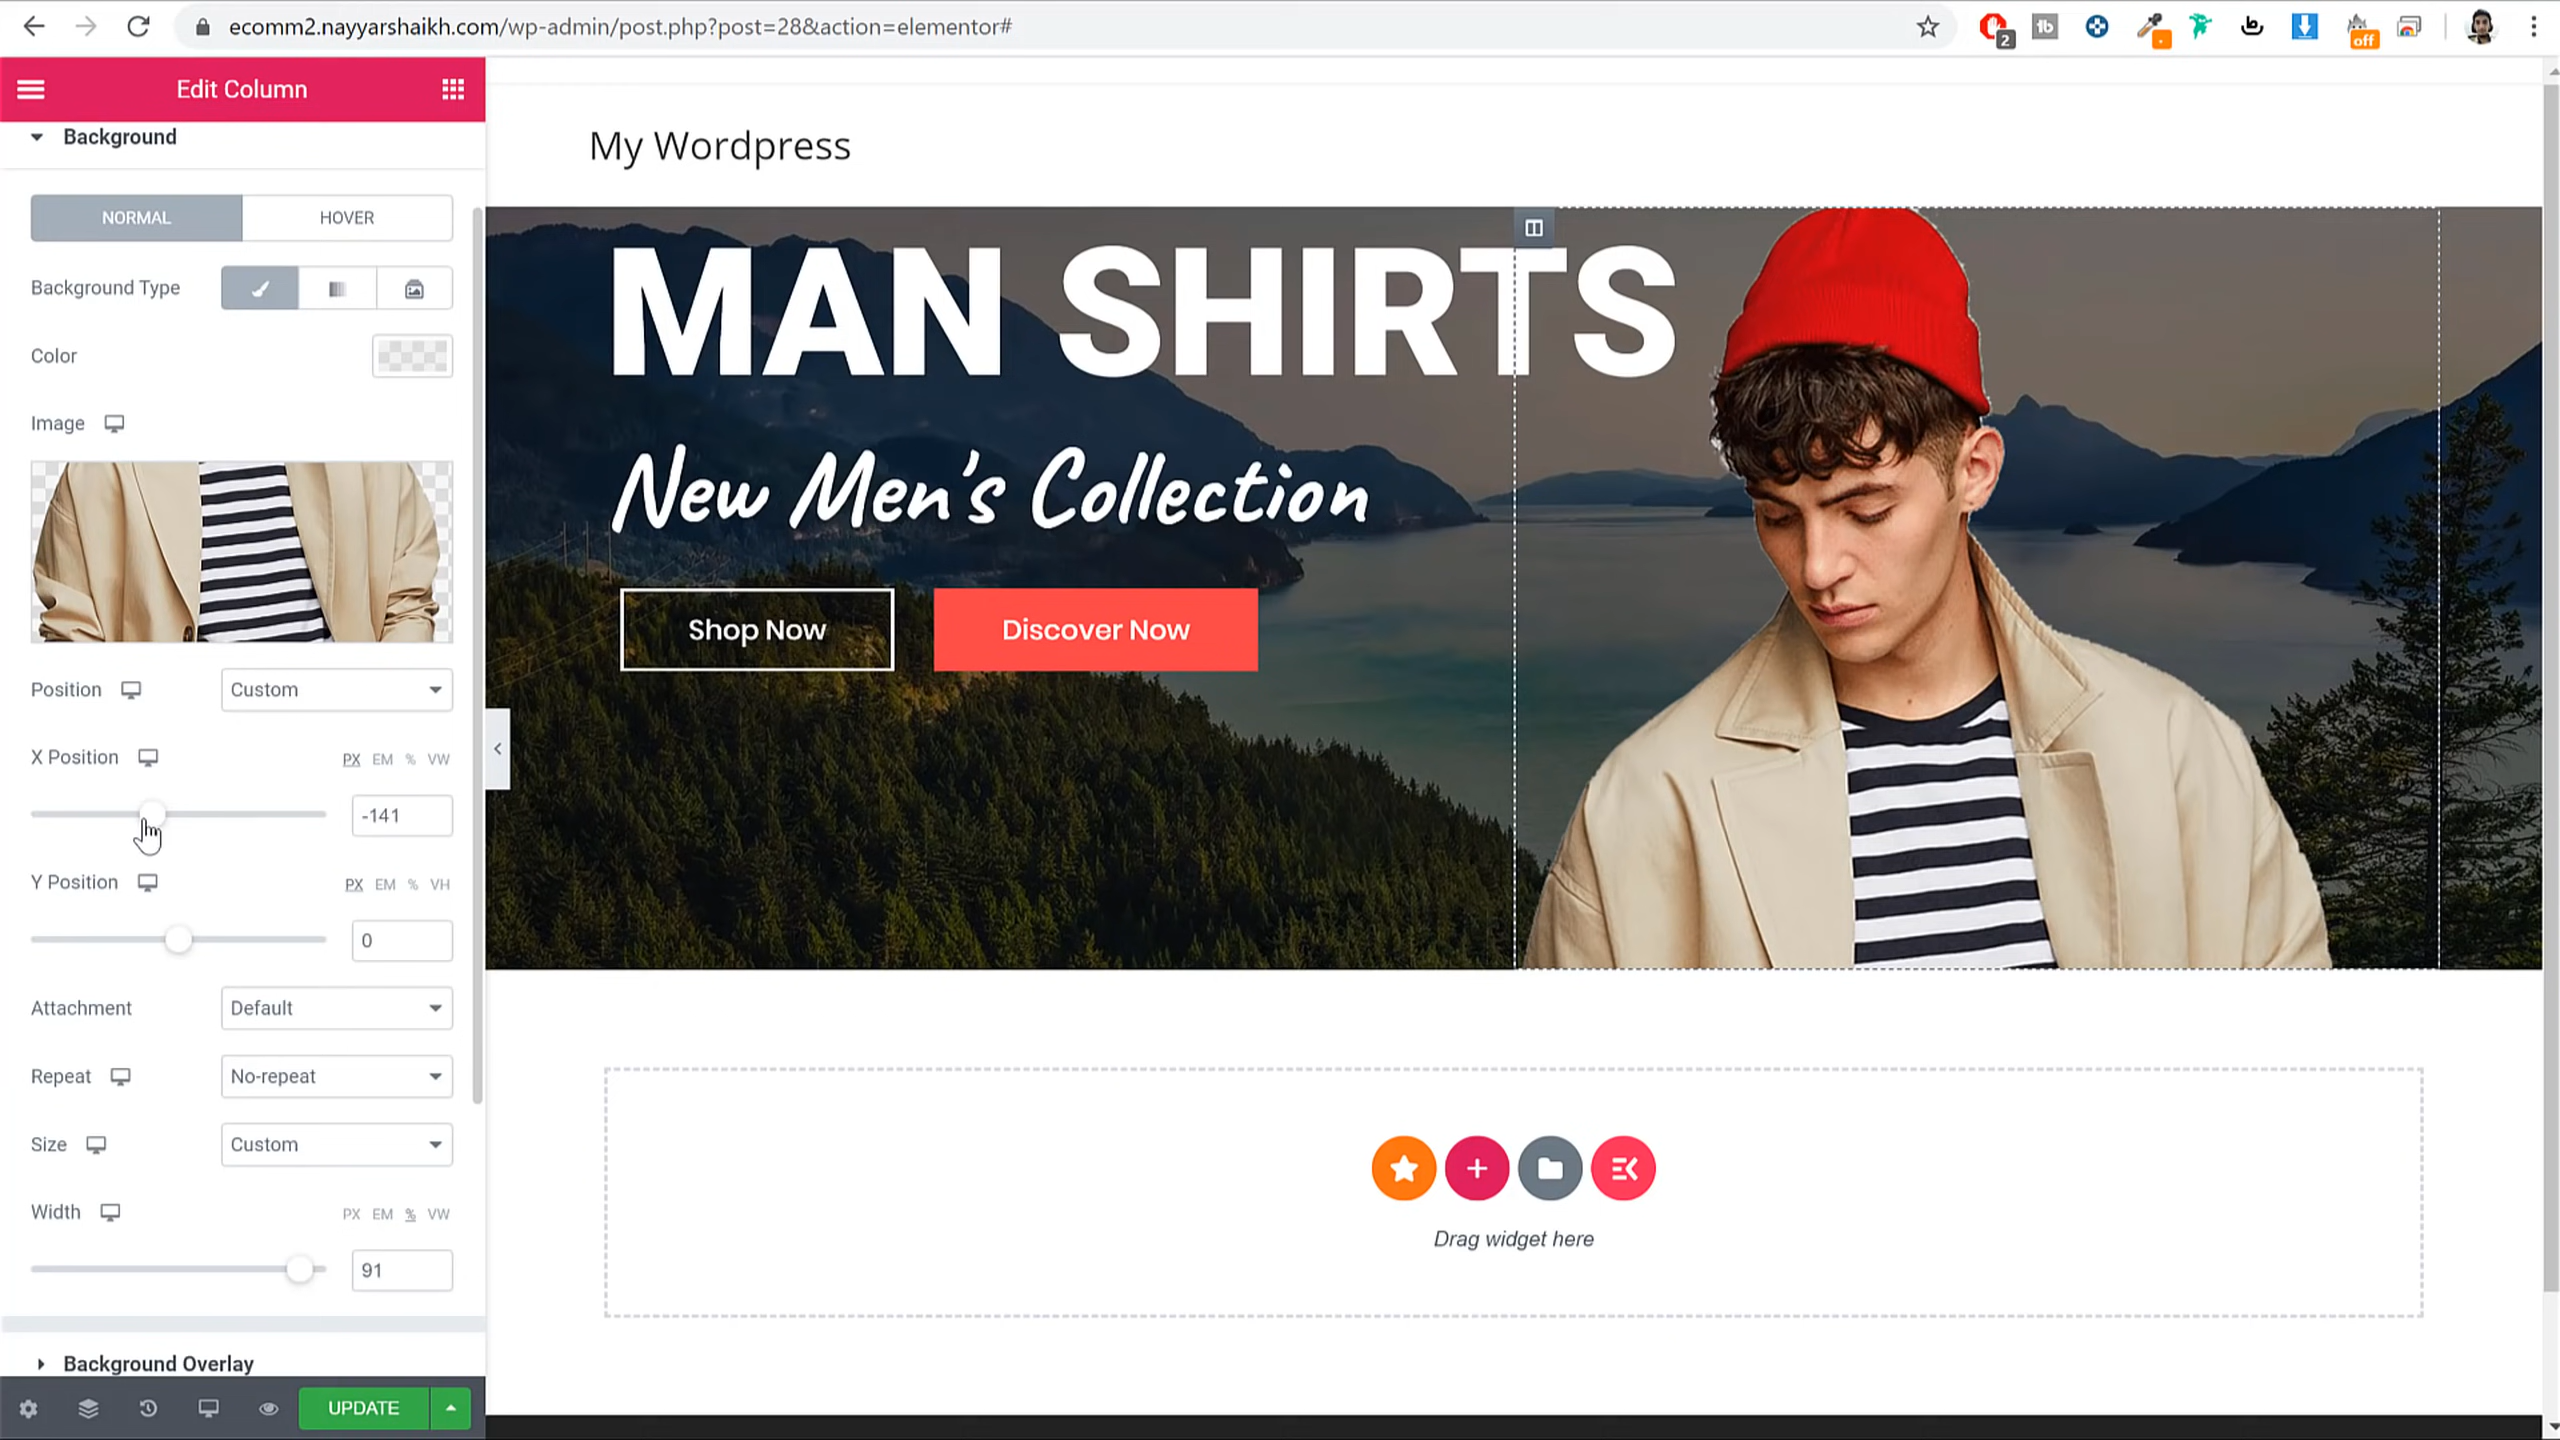 ecomm2.nayyarshaikh.com/wp-admin/post.php?post=28&action=elementor#
2
off
Edit Column
Background
NORMAL
HOVER
Background Type
Color
Image
Position
Custom
X Position
PX EM % VW
-141
Y Position
PX EM % VH
0
Attachment
Default
Repeat
No-repeat
Size
Custom
Width
PX EM % VW
91
Background Overlay
UPDATE
My Wordpress
MAN SHIRTS
New Men's Collection
Shop Now
Discover Now
Drag widget here